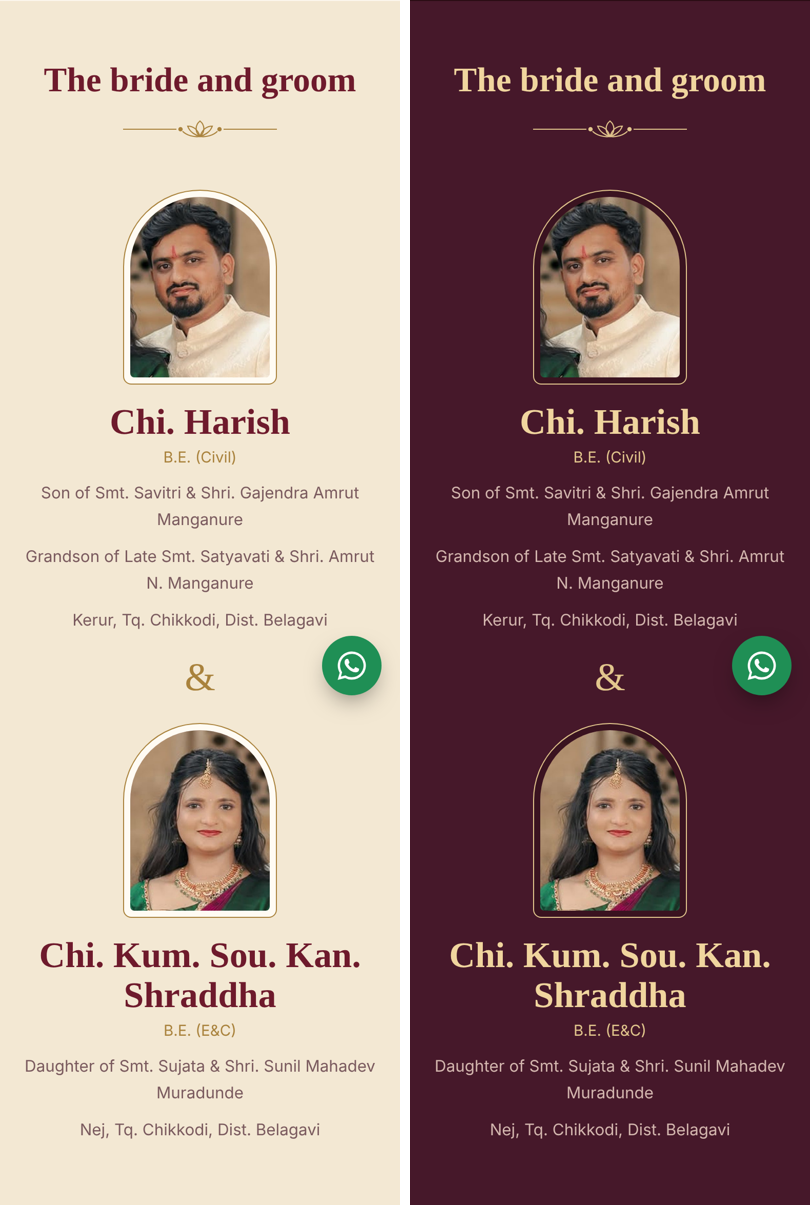 The bride and groom
Chi. Harish
B.E. (Civil)
Son of Smt. Savitri & Shri. Gajendra Amrut
Manganure
Grandson of Late Smt. Satyavati & Shri. Amrut
N. Manganure
Kerur, Tq. Chikkodi, Dist. Belagavi
&
Chi. Kum. Sou. Kan.
Shraddha
B.E. (E&C)
Daughter of Smt. Sujata & Shri. Sunil Mahadev
Muradunde
Nej, Tq. Chikkodi, Dist. Belagavi
The bride and groom
Chi. Harish
B.E. (Civil)
Son of Smt. Savitri & Shri. Gajendra Amrut
Manganure
Grandson of Late Smt. Satyavati & Shri. Amrut
N. Manganure
Kerur, Tq. Chikkodi, Dist. Belagavi
&
Chi. Kum. Sou. Kan.
Shraddha
B.E. (E&C)
Daughter of Smt. Sujata & Shri. Sunil Mahadev
Muradunde
Nej, Tq. Chikkodi, Dist. Belagavi